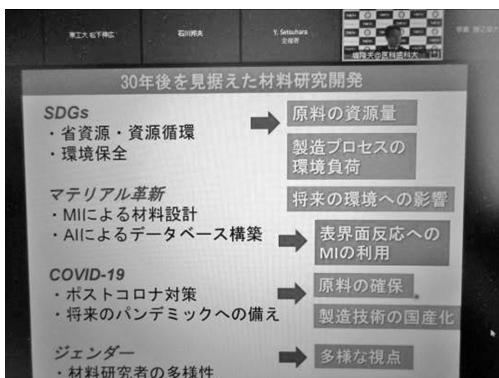 東工大 松下伸広
石川邦夫
Y. Setsuhara
主催者
30年後を見据えた材料研究開発
SDGs
・省資源・資源循環
・環境保全
原料の資源量
製造プロセスの
環境負荷
マテリアル革新
・MIによる材料設計
・AIによるデータベース構築
将来の環境への影響
表界面反応への
MIの利用
COVID-19
・ポストコロナ対策
・将来のパンデミックへの備え
原料の確保
製造技術の国産化
ジェンダー
・材料研究者の多様性
多様な視点